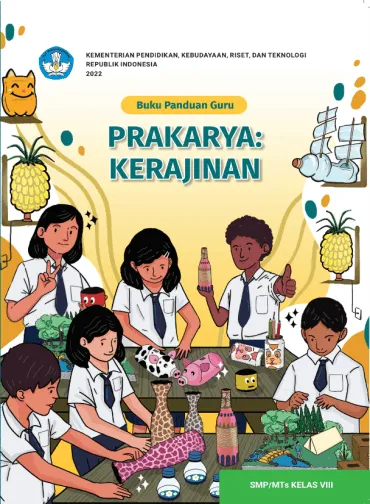 KEMENTERIAN PENDIDIKAN, KEBUDAYAAN, RISET, DAN TEKNOLOGI
REPUBLIK INDONESIA
2022
Buku Panduan Guru
PRAKARYA:
KERAJINAN
SMP/MTs KELAS VIII